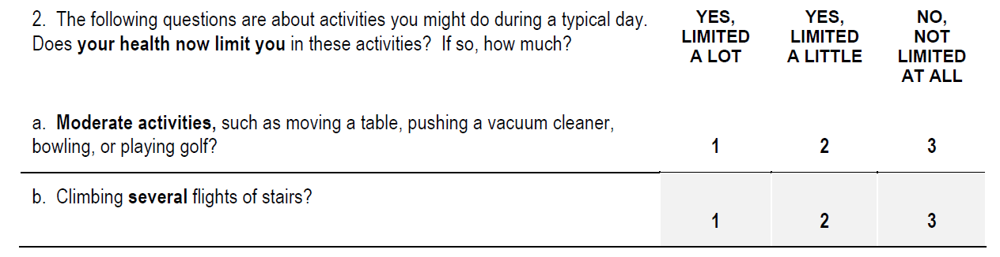 2. The following questions are about activities you might do during a typical day.
Does your health now limit you in these activities? If so, how much?
YES,
LIMITED
A LOT
YES,
LIMITED
A LITTLE
NO,
NOT
LIMITED
AT ALL
a. Moderate activities, such as moving a table, pushing a vacuum cleaner,
bowling, or playing golf?
1 2 3
b. Climbing several flights of stairs?
1 2 3